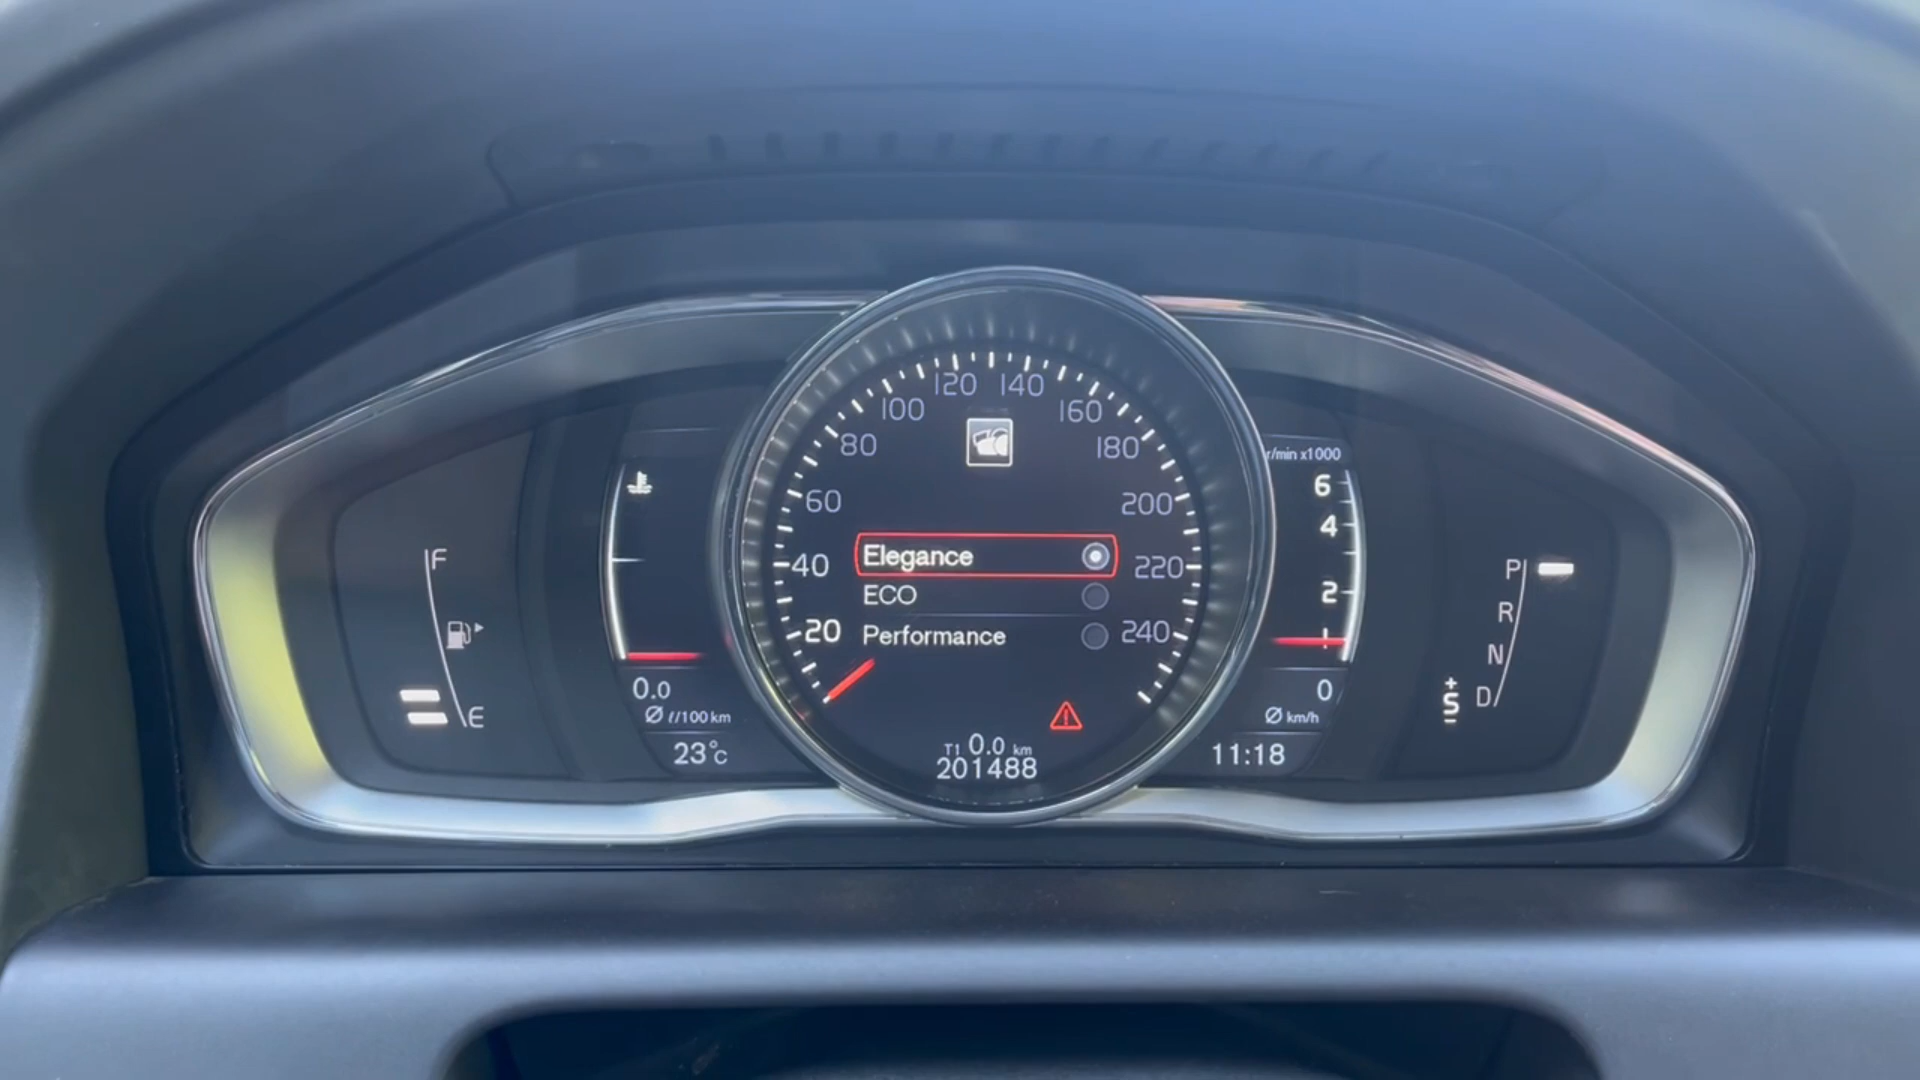 F
E
0.0
Ø ℓ/100 km
23°C
20
40
60
80
100
120
140
160
180
200
220
240
Elegance
ECO
Performance
T1 0.0 km
201488
r/min x1000
6
4
2
1
0
Ø km/h
11:18
P
R
N
D
+
S
−